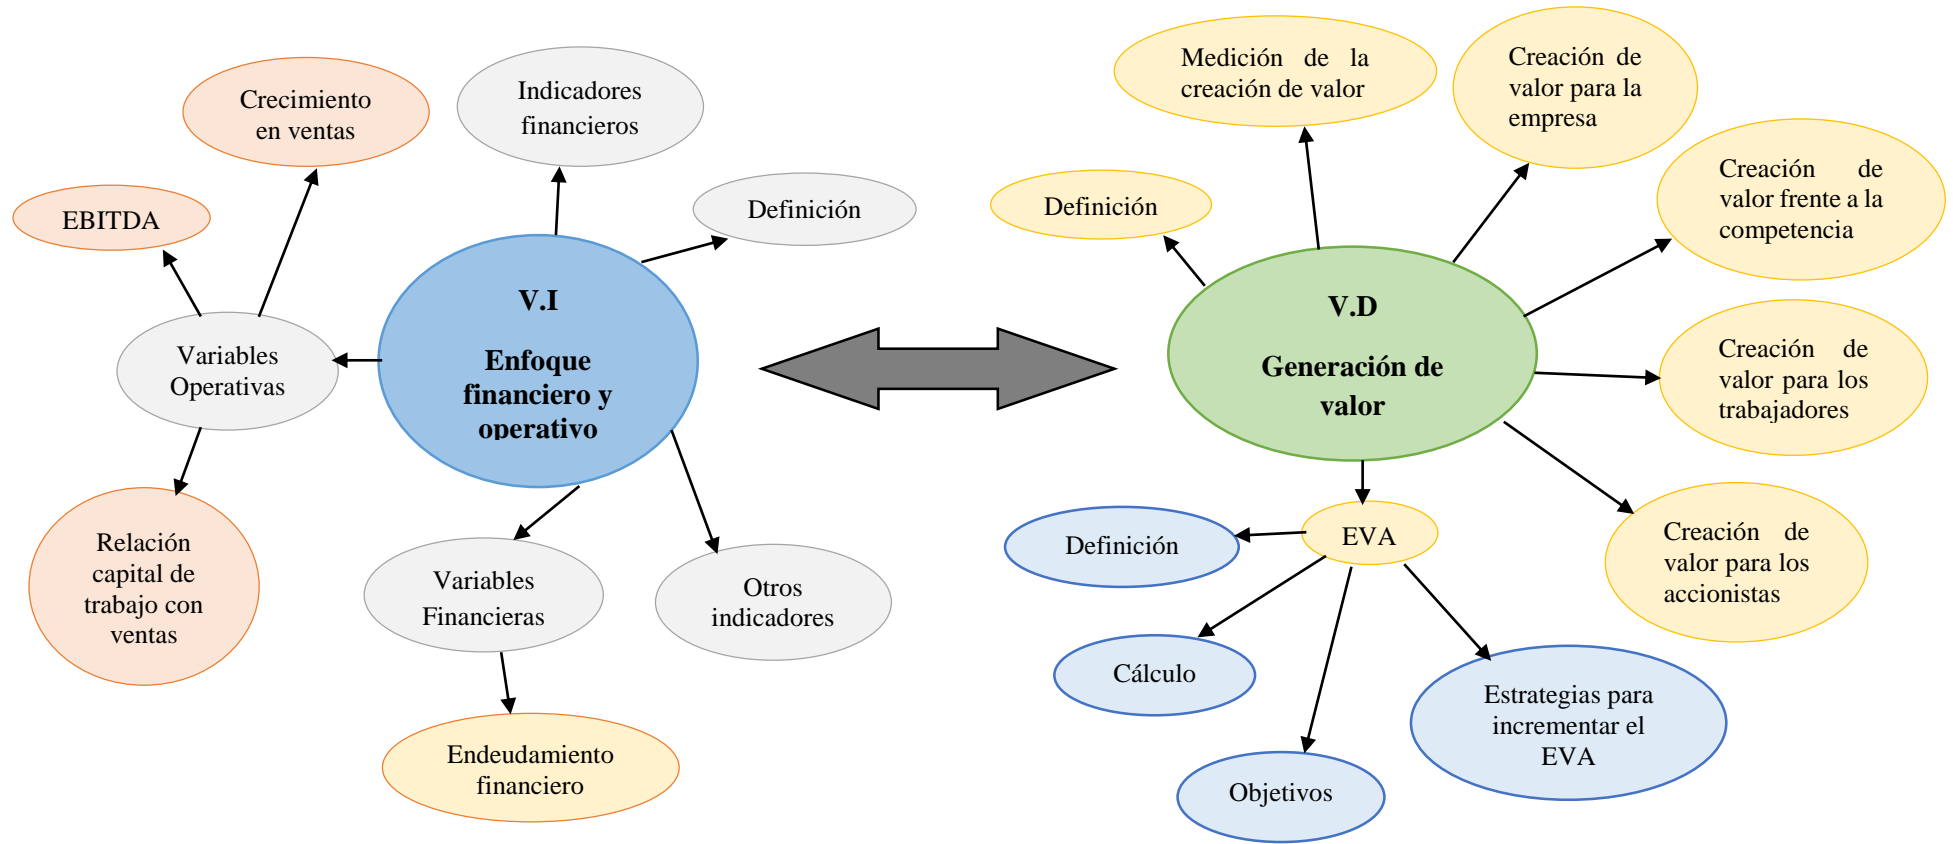 Crecimiento
en ventas
Indicadores
financieros
EBITDA
Definición
V.I
Enfoque
financiero y
operativo
Variables
Operativas
Relación
capital de
trabajo con
ventas
Variables
Financieras
Otros
indicadores
Endeudamiento
financiero
Medición de la
creación de valor
Creación de
valor para la
empresa
Definición
Creación de
valor frente a la
competencia
V.D
Generación de
valor
Creación de
valor para los
trabajadores
Creación de
valor para los
accionistas
EVA
Definición
Cálculo
Objetivos
Estrategias para
incrementar el
EVA